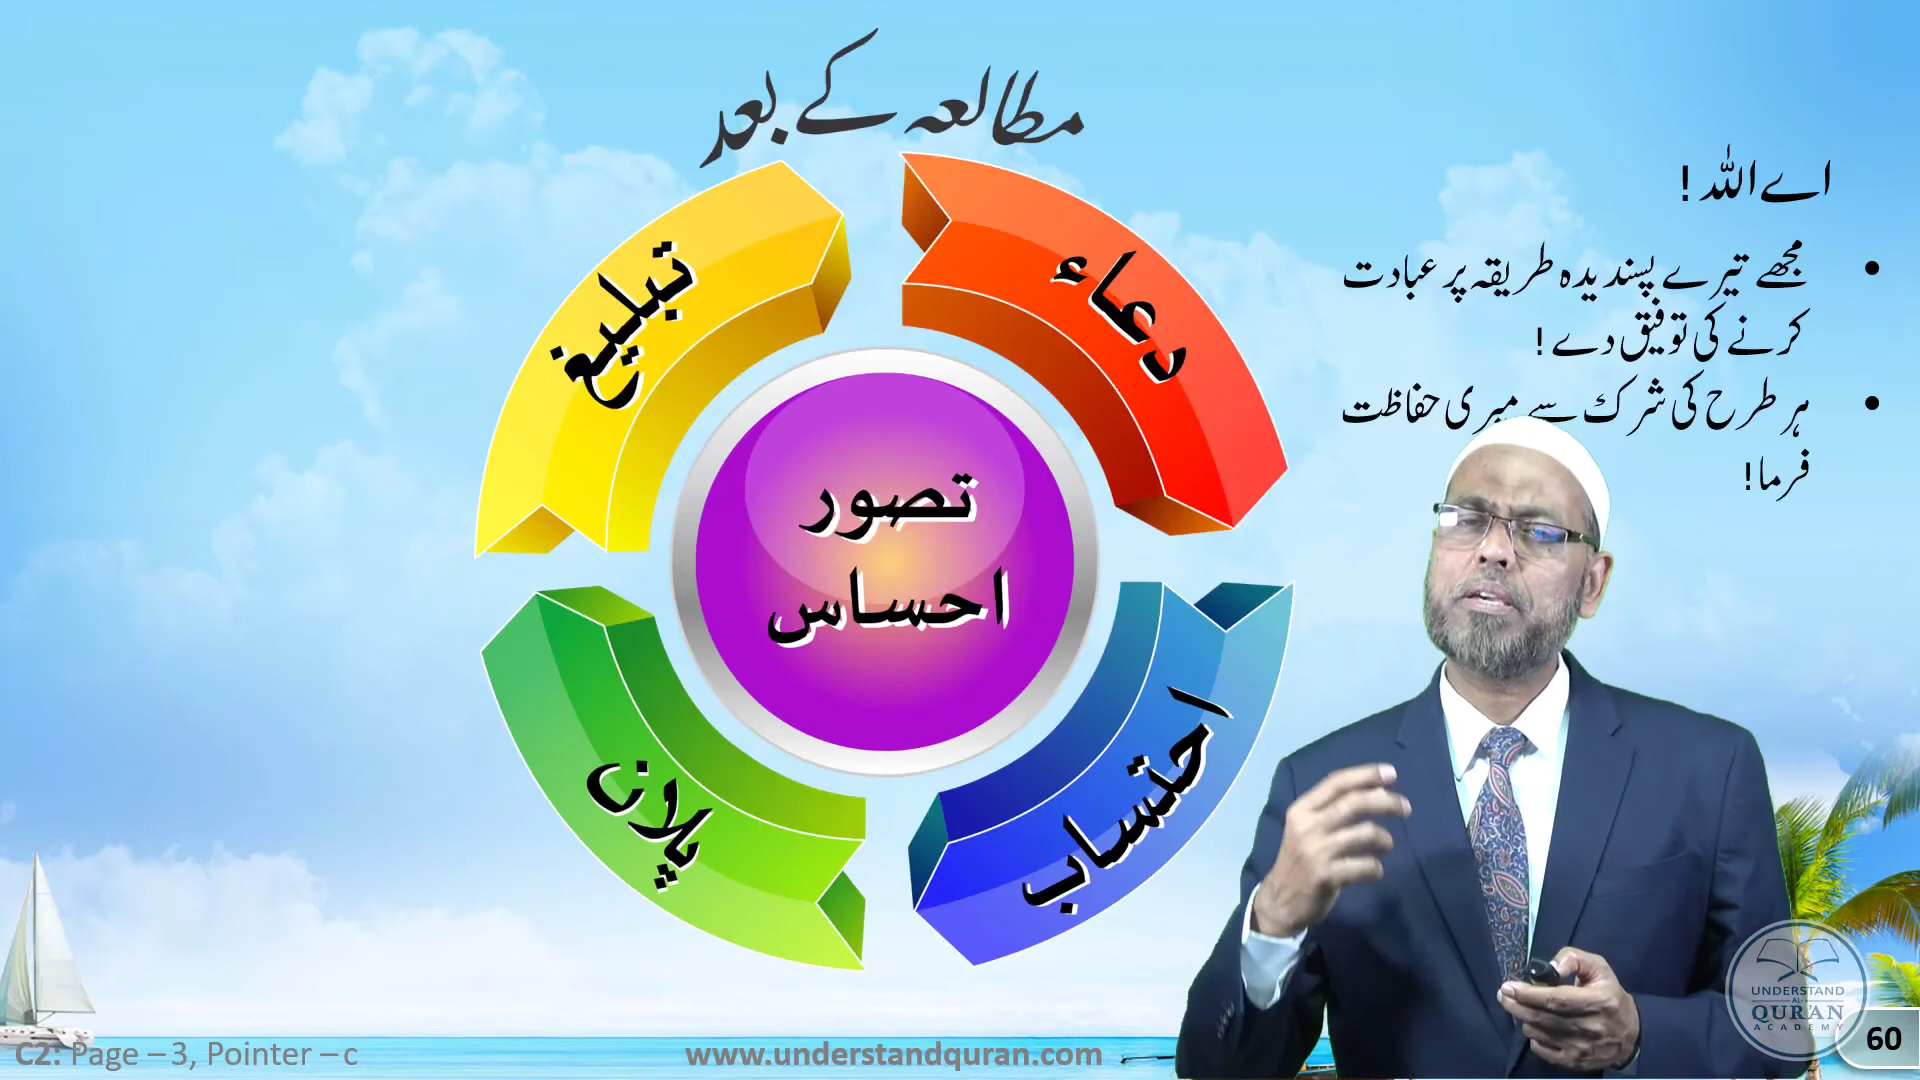 مطالعہ کے بعد
دعاء
تبلیغ
تصور
احساس
احتساب
پلان
اے اللہ !
• مجھے تیرے پسندیدہ طریقہ پر عبادت
کرنے کی توفیق دے !
• ہر طرح کی شرک سے میری حفاظت
فرما !
UNDERSTAND
AL-
QURAN
ACADEMY
C2: Page – 3, Pointer – c
www.understandquran.com
60